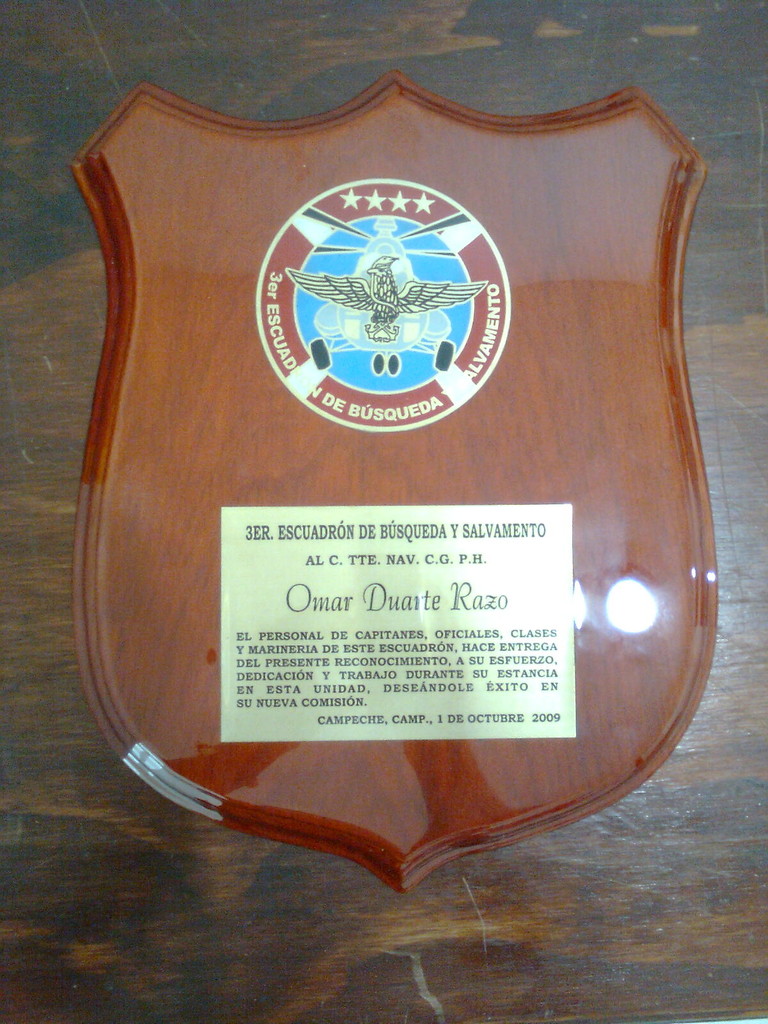 3er ESCUADRÓN DE BÚSQUEDA SALVAMENTO
3ER. ESCUADRÓN DE BÚSQUEDA Y SALVAMENTO
AL C. TTE. NAV. C.G. P.H.
Omar Duarte Razo
EL PERSONAL DE CAPITANES, OFICIALES, CLASES
Y MARINERIA DE ESTE ESCUADRÓN, HACE ENTREGA
DEL PRESENTE RECONOCIMIENTO, A SU ESFUERZO,
DEDICACIÓN Y TRABAJO DURANTE SU ESTANCIA
EN ESTA UNIDAD, DESEÁNDOLE ÉXITO EN
SU NUEVA COMISIÓN.
CAMPECHE, CAMP., 1 DE OCTUBRE 2009